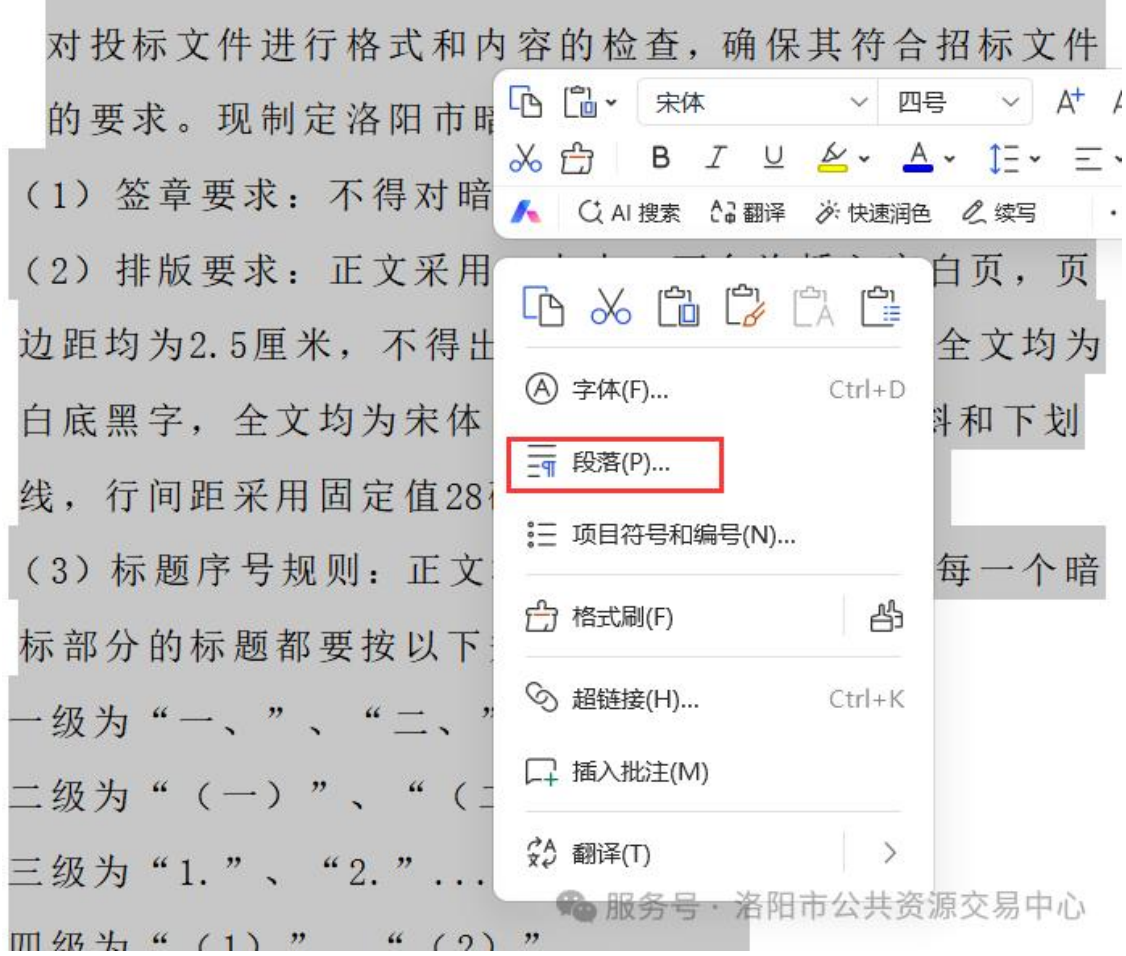 对投标文件进行格式和内容的检查，确保其符合招标文件
的要求。现制定洛阳市暗
宋体
四号
A+
B I U A
（1）签章要求：不得对暗
AI 搜索 翻译 快速润色 续写
（2）排版要求：正文采用
白页，页
边距均为2.5厘米，不得出
全文均为
字体(F)... Ctrl+D
白底黑字，全文均为宋体
和下划
段落(P)...
线，行间距采用固定值28
项目符号和编号(N)...
（3）标题序号规则：正文
每一个暗
格式刷(F)
标部分的标题都要按以下
超链接(H)... Ctrl+K
一级为“一、”、“二、”
插入批注(M)
二级为“（一）”、“（
翻译(T)
三级为“1.”、“2.”...
服务号 · 洛阳市公共资源交易中心
四级为“（1）”、“（2）”